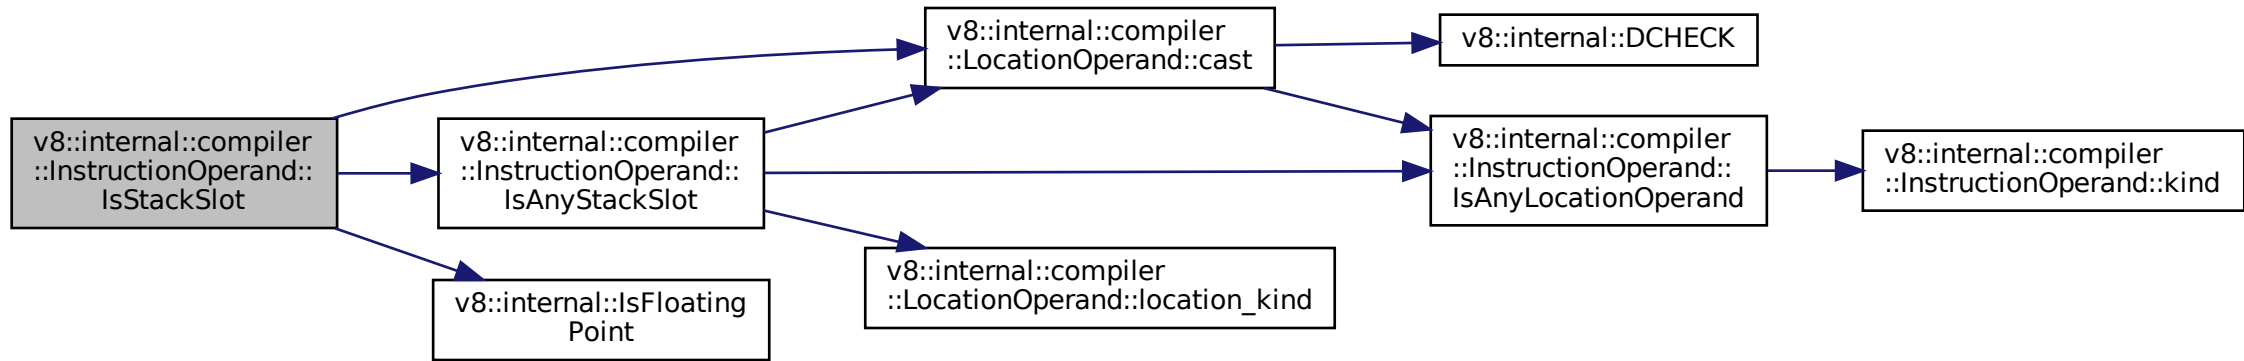 v8::internal::compiler
::InstructionOperand::
IsStackSlot
v8::internal::compiler
::InstructionOperand::
IsAnyStackSlot
v8::internal::IsFloating
Point
v8::internal::compiler
::LocationOperand::cast
v8::internal::compiler
::LocationOperand::location_kind
v8::internal::DCHECK
v8::internal::compiler
::InstructionOperand::
IsAnyLocationOperand
v8::internal::compiler
::InstructionOperand::kind